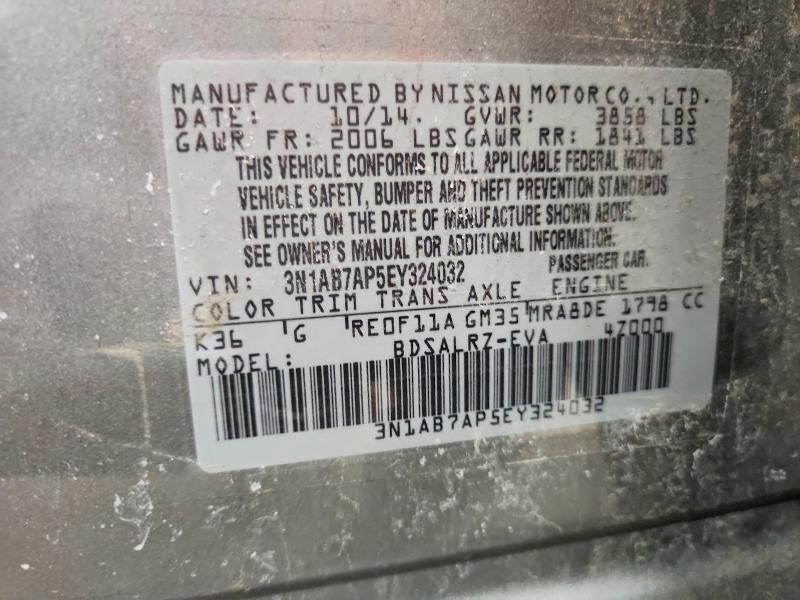 MANUFACTURED BY NISSAN MOTOR CO., LTD.
DATE: 10/14. GVWR: 3858 LBS
GAWR FR: 2006 LBS GAWR RR: 1841 LBS
THIS VEHICLE CONFORMS TO ALL APPLICABLE FEDERAL MOTOR
VEHICLE SAFETY, BUMPER AND THEFT PREVENTION STANDARDS
IN EFFECT ON THE DATE OF MANUFACTURE SHOWN ABOVE.
SEE OWNER'S MANUAL FOR ADDITIONAL INFORMATION.
VIN: 3N1AB7AP5EY324032 PASSENGER CAR.
COLOR TRIM TRANS AXLE ENGINE
K36 G RE0F11A GM35 MRA8DE 1798 CC
MODEL: BDSALRZ-EVA 4Z000
3N1AB7AP5EY324032